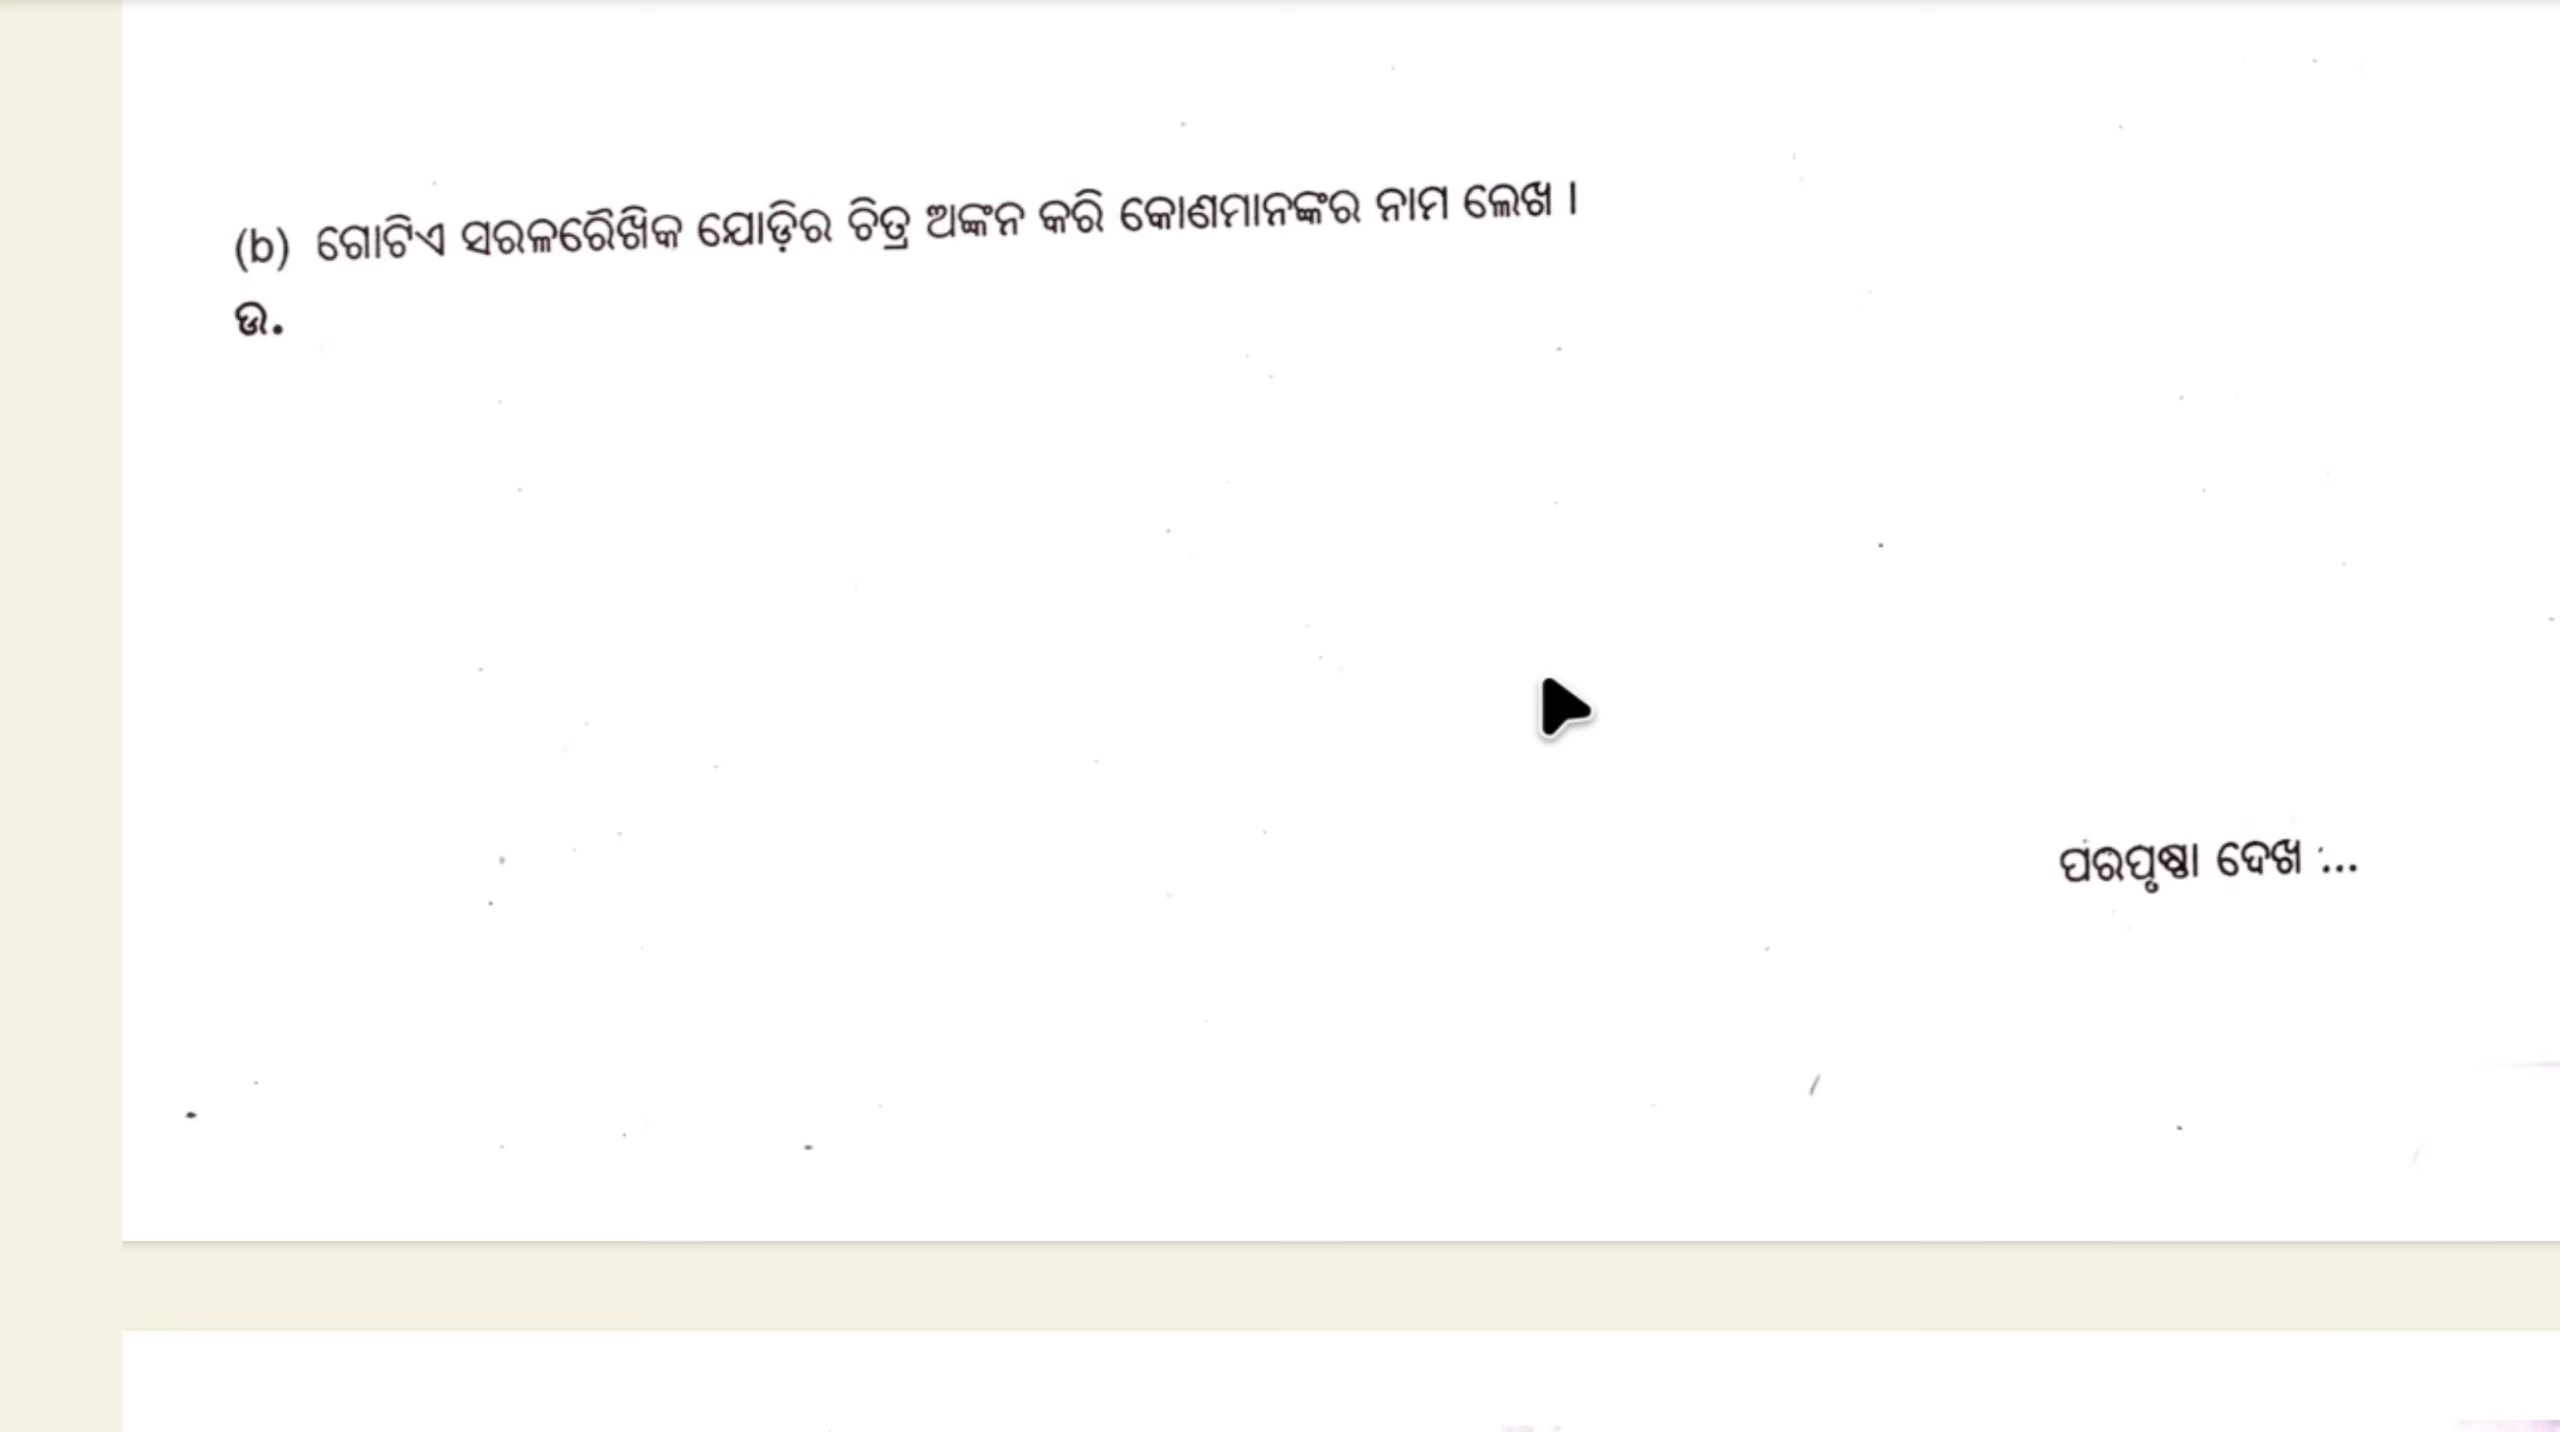 (b) ଗୋଟିଏ ସରଳରୈଖିକ ଯୋଡ଼ିର ଚିତ୍ର ଅଙ୍କନ କରି କୋଣମାନଙ୍କର ନାମ ଲେଖ ।
ଉ.
ପରପୃଷ୍ଠା ଦେଖ ...